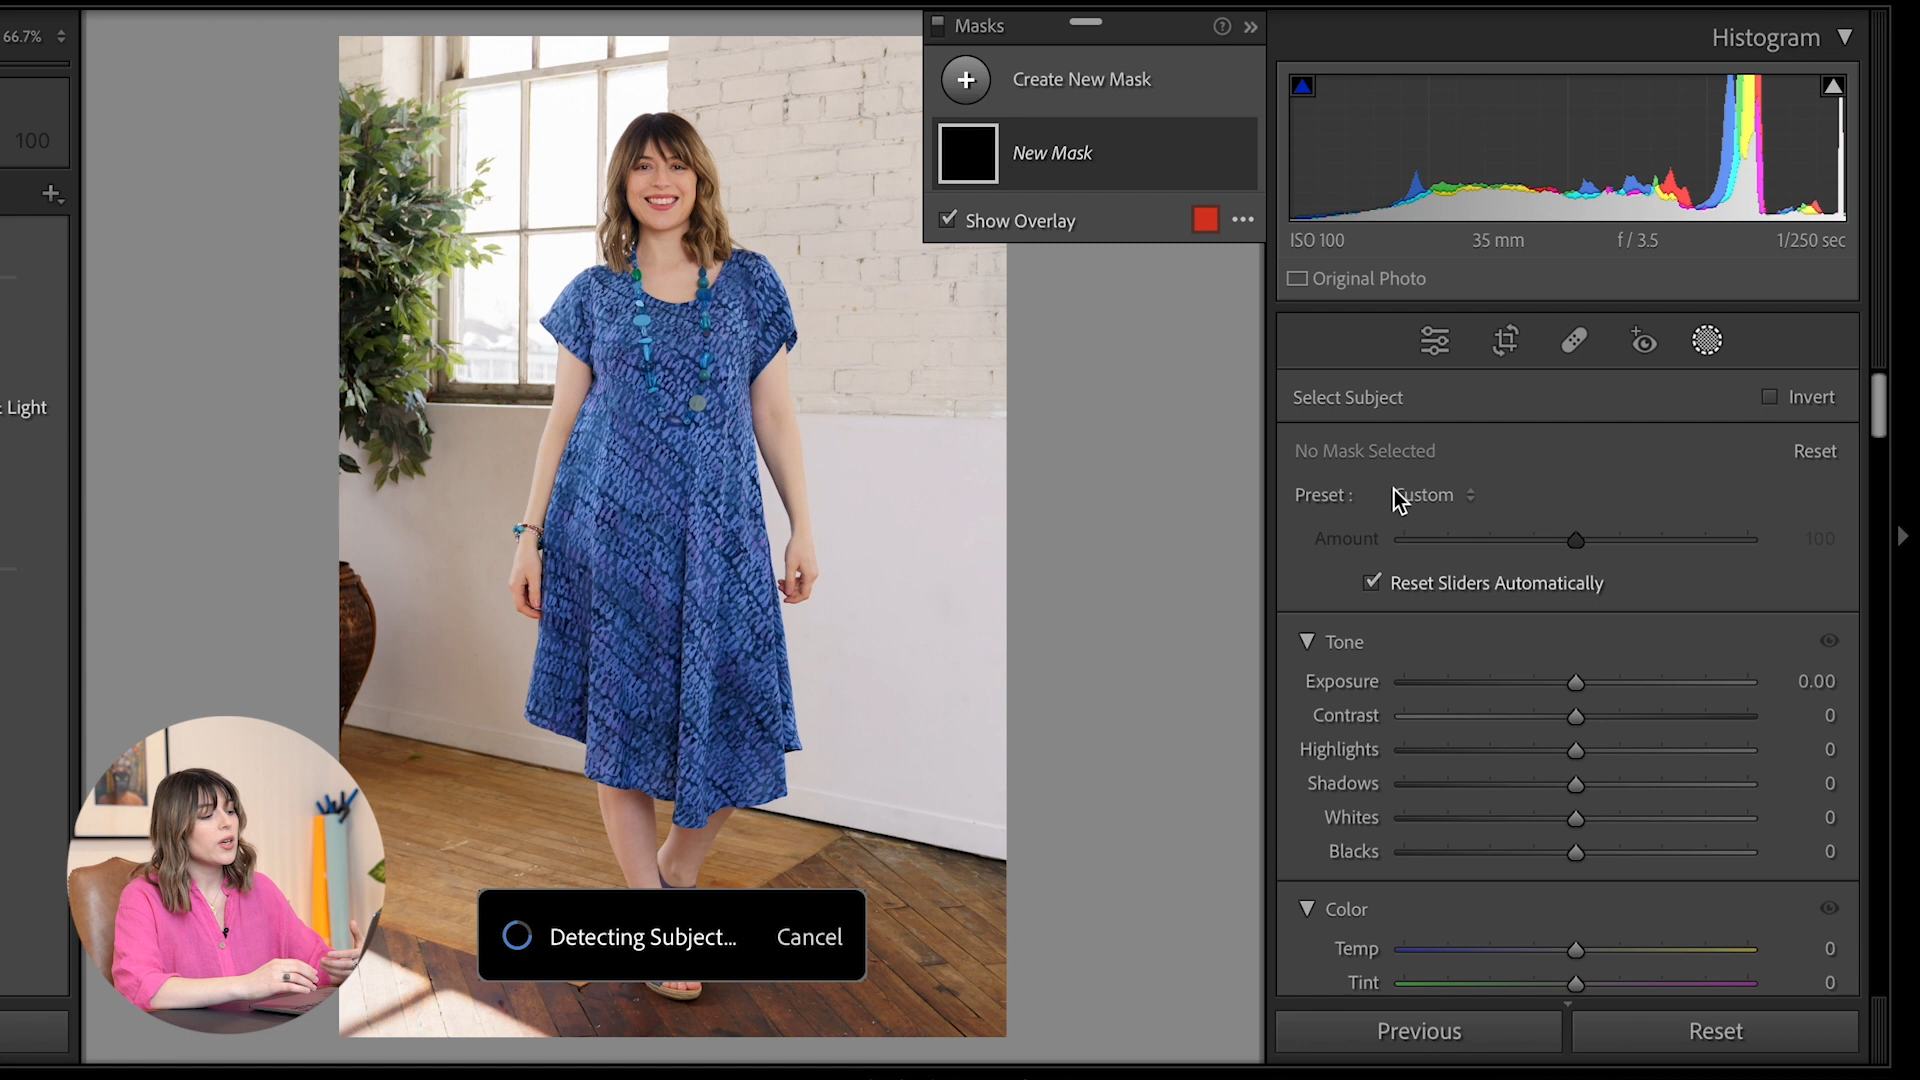 66.7%
100
Light
Masks
Create New Mask
New Mask
Show Overlay
Histogram
ISO 100 35 mm f / 3.5 1/250 sec
Original Photo
Select Subject Invert
No Mask Selected Reset
Preset : Custom
Amount 100
Reset Sliders Automatically
Tone
Exposure 0.00
Contrast 0
Highlights 0
Shadows 0
Whites 0
Blacks 0
Color
Temp 0
Tint 0
Previous Reset
Detecting Subject... Cancel